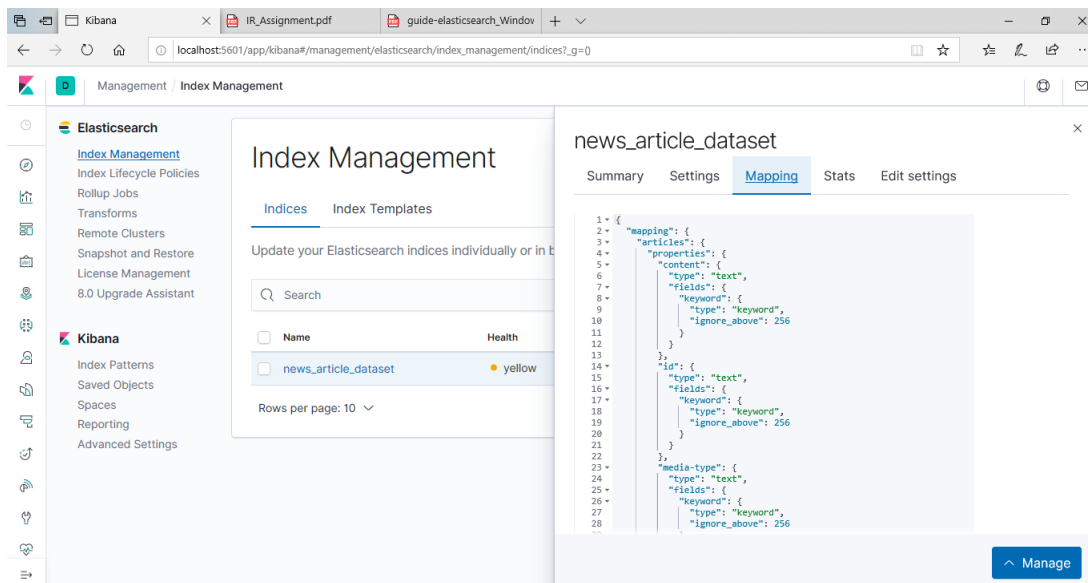 Kibana
IR_Assignment.pdf
guide-elasticsearch_Window
localhost:5601/app/kibana#/management/elasticsearch/index_management/indices?_g=()
D
Management / Index Management
Elasticsearch
Index Management
Index Lifecycle Policies
Rollup Jobs
Transforms
Remote Clusters
Snapshot and Restore
License Management
8.0 Upgrade Assistant
Kibana
Index Patterns
Saved Objects
Spaces
Reporting
Advanced Settings
Index Management
Indices Index Templates
Update your Elasticsearch indices individually or in b
Search
Name Health
news_article_dataset yellow
Rows per page: 10
news_article_dataset
Summary Settings Mapping Stats Edit settings
1 {
2 "mapping": {
3 "articles": {
4 "properties": {
5 "content": {
6 "type": "text",
7 "fields": {
8 "keyword": {
9 "type": "keyword",
10 "ignore_above": 256
11 }
12 }
13 },
14 "id": {
15 "type": "text",
16 "fields": {
17 "keyword": {
18 "type": "keyword",
19 "ignore_above": 256
20 }
21 }
22 },
23 "media-type": {
24 "type": "text",
25 "fields": {
26 "keyword": {
27 "type": "keyword",
28 "ignore_above": 256
Manage